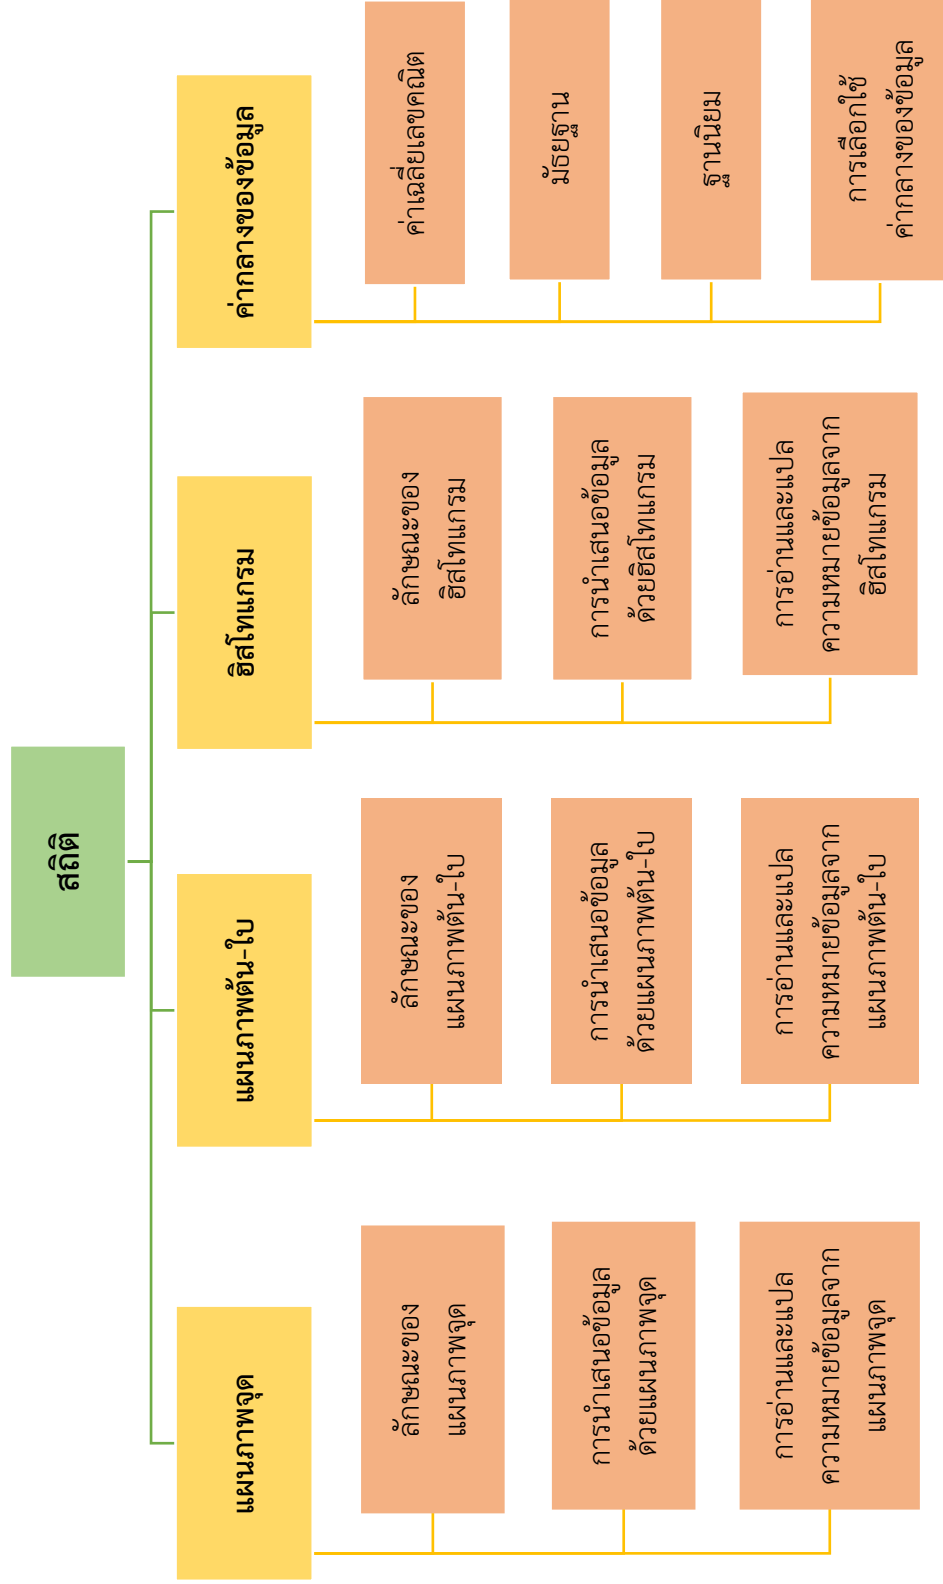 สถิติ
แผนภาพจุด
ลักษณะของ
แผนภาพจุด
การนำเสนอข้อมูล
ด้วยแผนภาพจุด
การอ่านและแปล
ความหมายข้อมูลจาก
แผนภาพจุด
แผนภาพต้น-ใบ
ลักษณะของ
แผนภาพต้น-ใบ
การนำเสนอข้อมูล
ด้วยแผนภาพต้น-ใบ
การอ่านและแปล
ความหมายข้อมูลจาก
แผนภาพต้น-ใบ
ฮิสโทแกรม
ลักษณะของ
ฮิสโทแกรม
การนำเสนอข้อมูล
ด้วยฮิสโทแกรม
การอ่านและแปล
ความหมายข้อมูลจาก
ฮิสโทแกรม
ค่ากลางของข้อมูล
ค่าเฉลี่ยเลขคณิต
มัธยฐาน
ฐานนิยม
การเลือกใช้
ค่ากลางของข้อมูล